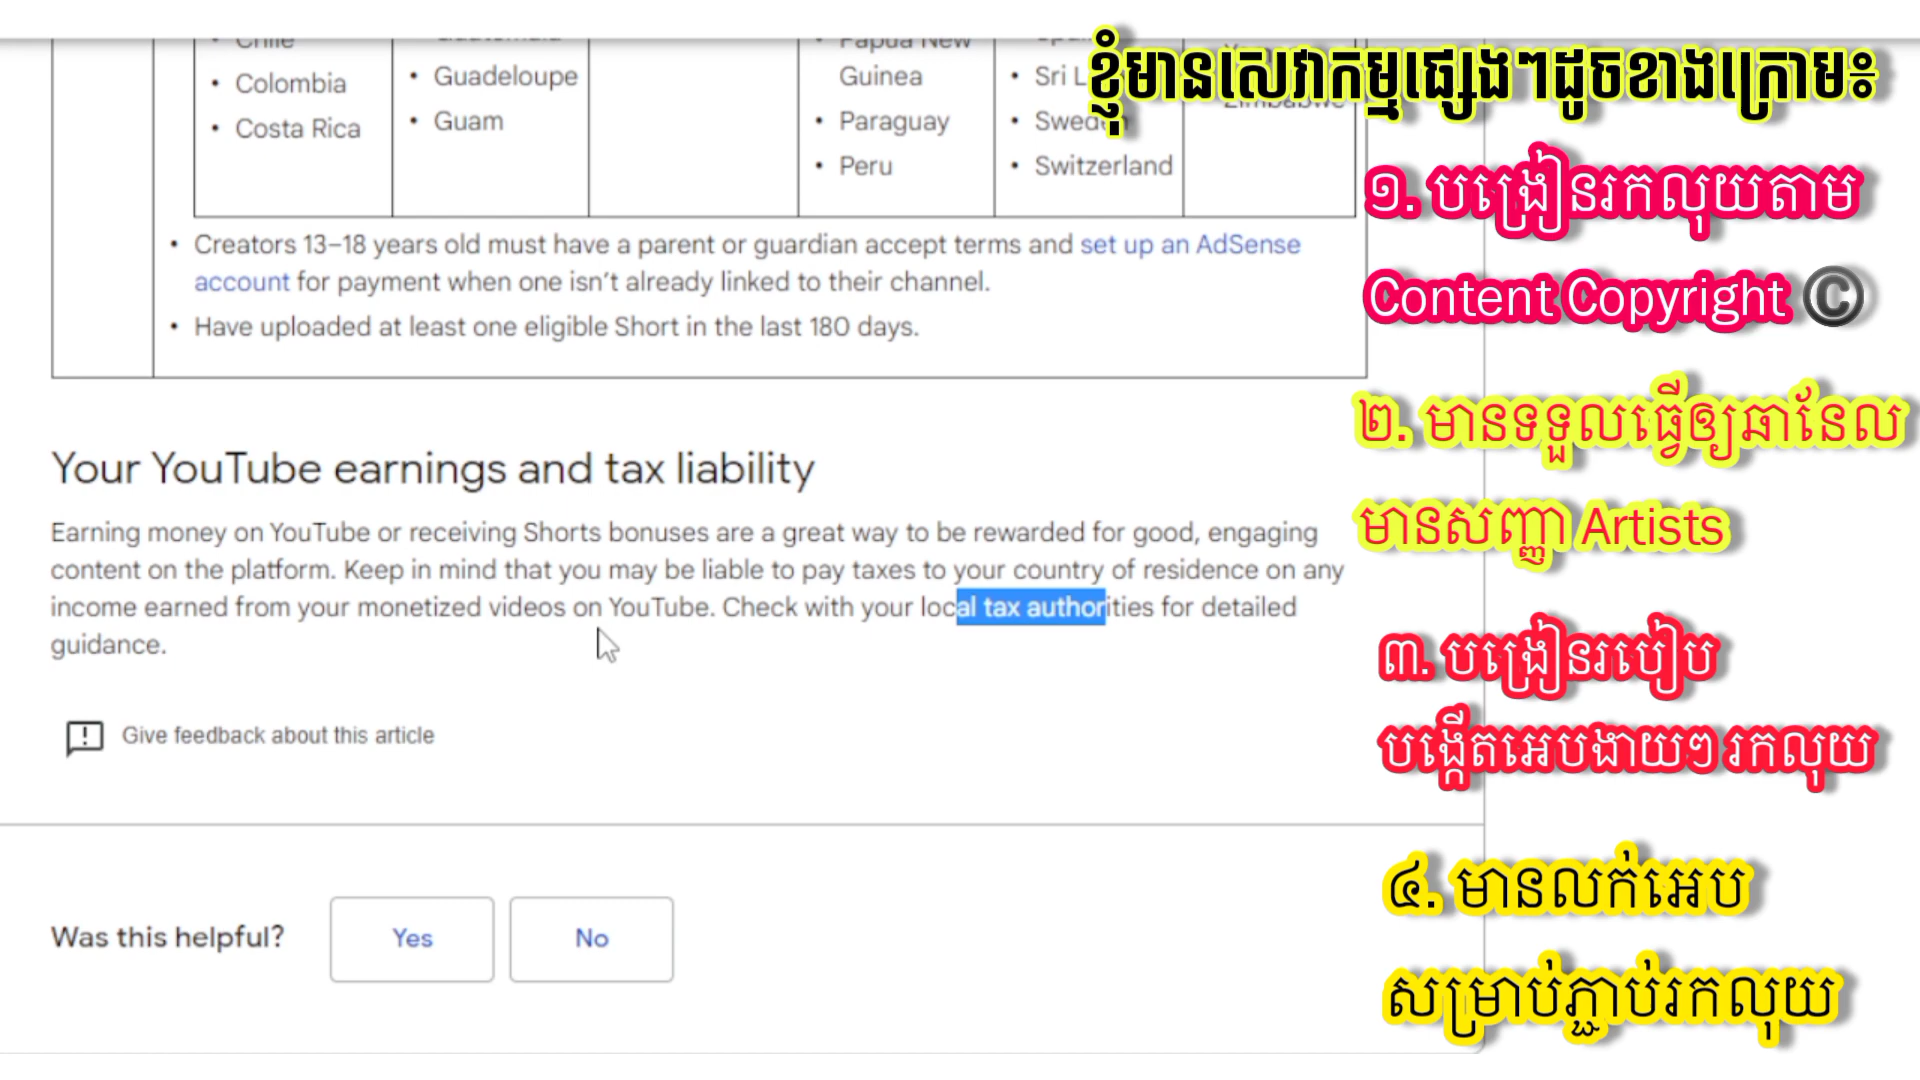 Chile
Colombia
Costa Rica
Guadeloupe
Guam
Papua New
Guinea
Paraguay
Peru
Sri L
Sweden
Switzerland
Zimbabwe
Creators 13–18 years old must have a parent or guardian accept terms and set up an AdSense
account for payment when one isn't already linked to their channel.
Have uploaded at least one eligible Short in the last 180 days.
Your YouTube earnings and tax liability
Earning money on YouTube or receiving Shorts bonuses are a great way to be rewarded for good, engaging
content on the platform. Keep in mind that you may be liable to pay taxes to your country of residence on any
income earned from your monetized videos on YouTube. Check with your local tax authorities for detailed
guidance.
Give feedback about this article
Was this helpful?
Yes
No
ខ្ញុំមានសេវាកម្មផ្សេងៗដូចខាងក្រោម៖
១. បង្រៀនរកលុយតាម
Content Copyright ©
២. មានទទួលធ្វើឲ្យឆានែល
មានសញ្ញា Artists
៣. បង្រៀនរបៀប
បង្កើតអេបងាយៗ រកលុយ
៤. មានលក់អេប
សម្រាប់ភ្ជាប់រកលុយ